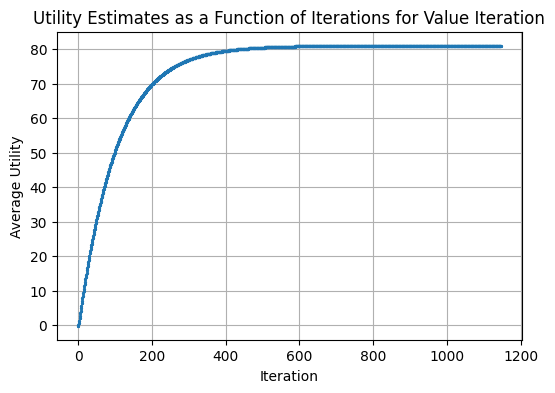 Utility Estimates as a Function of Iterations for Value Iteration
80
70
60
50
40
30
20
10
0
Average Utility
0 200 400 600 800 1000 1200
Iteration